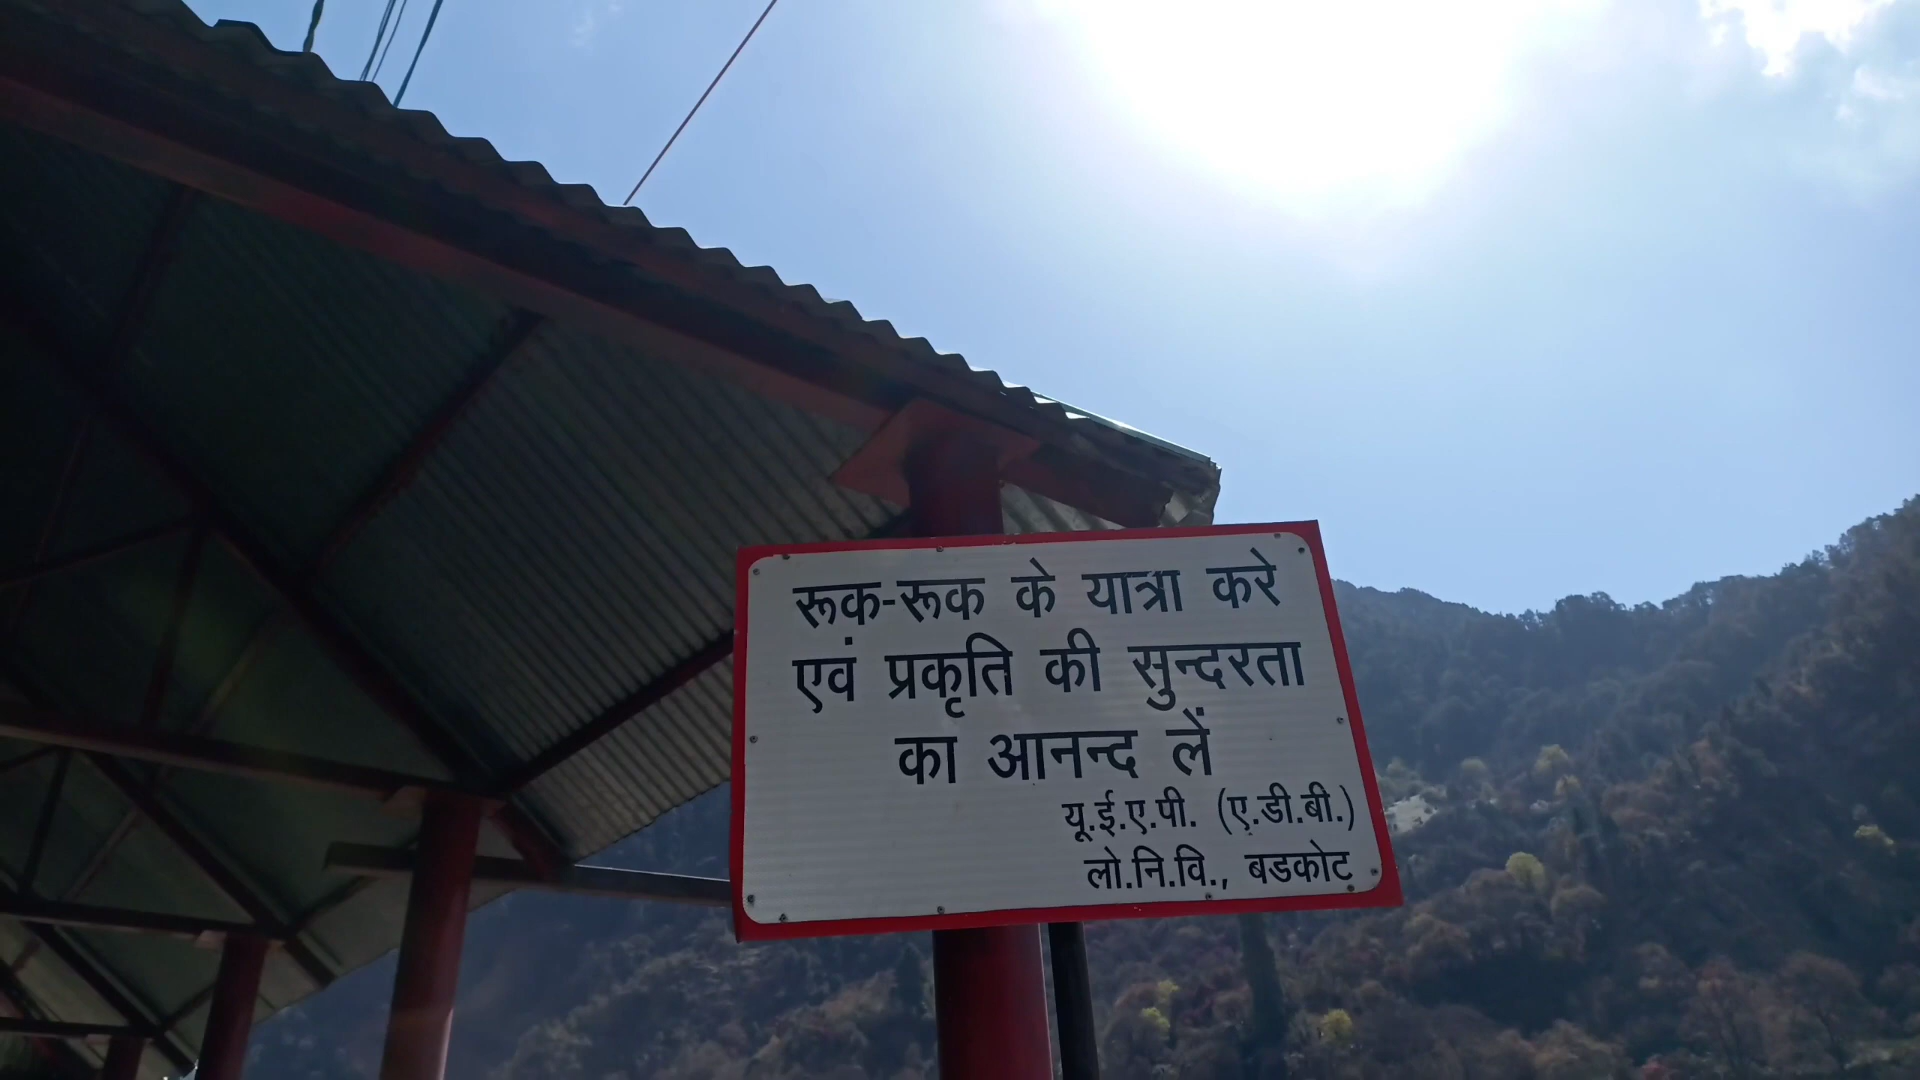 रूक-रूक के यात्रा करे
एवं प्रकृति की सुन्दरता
का आनन्द लें
यू.ई.ए.पी. (ए.डी.बी.)
लो.नि.वि., बडकोट